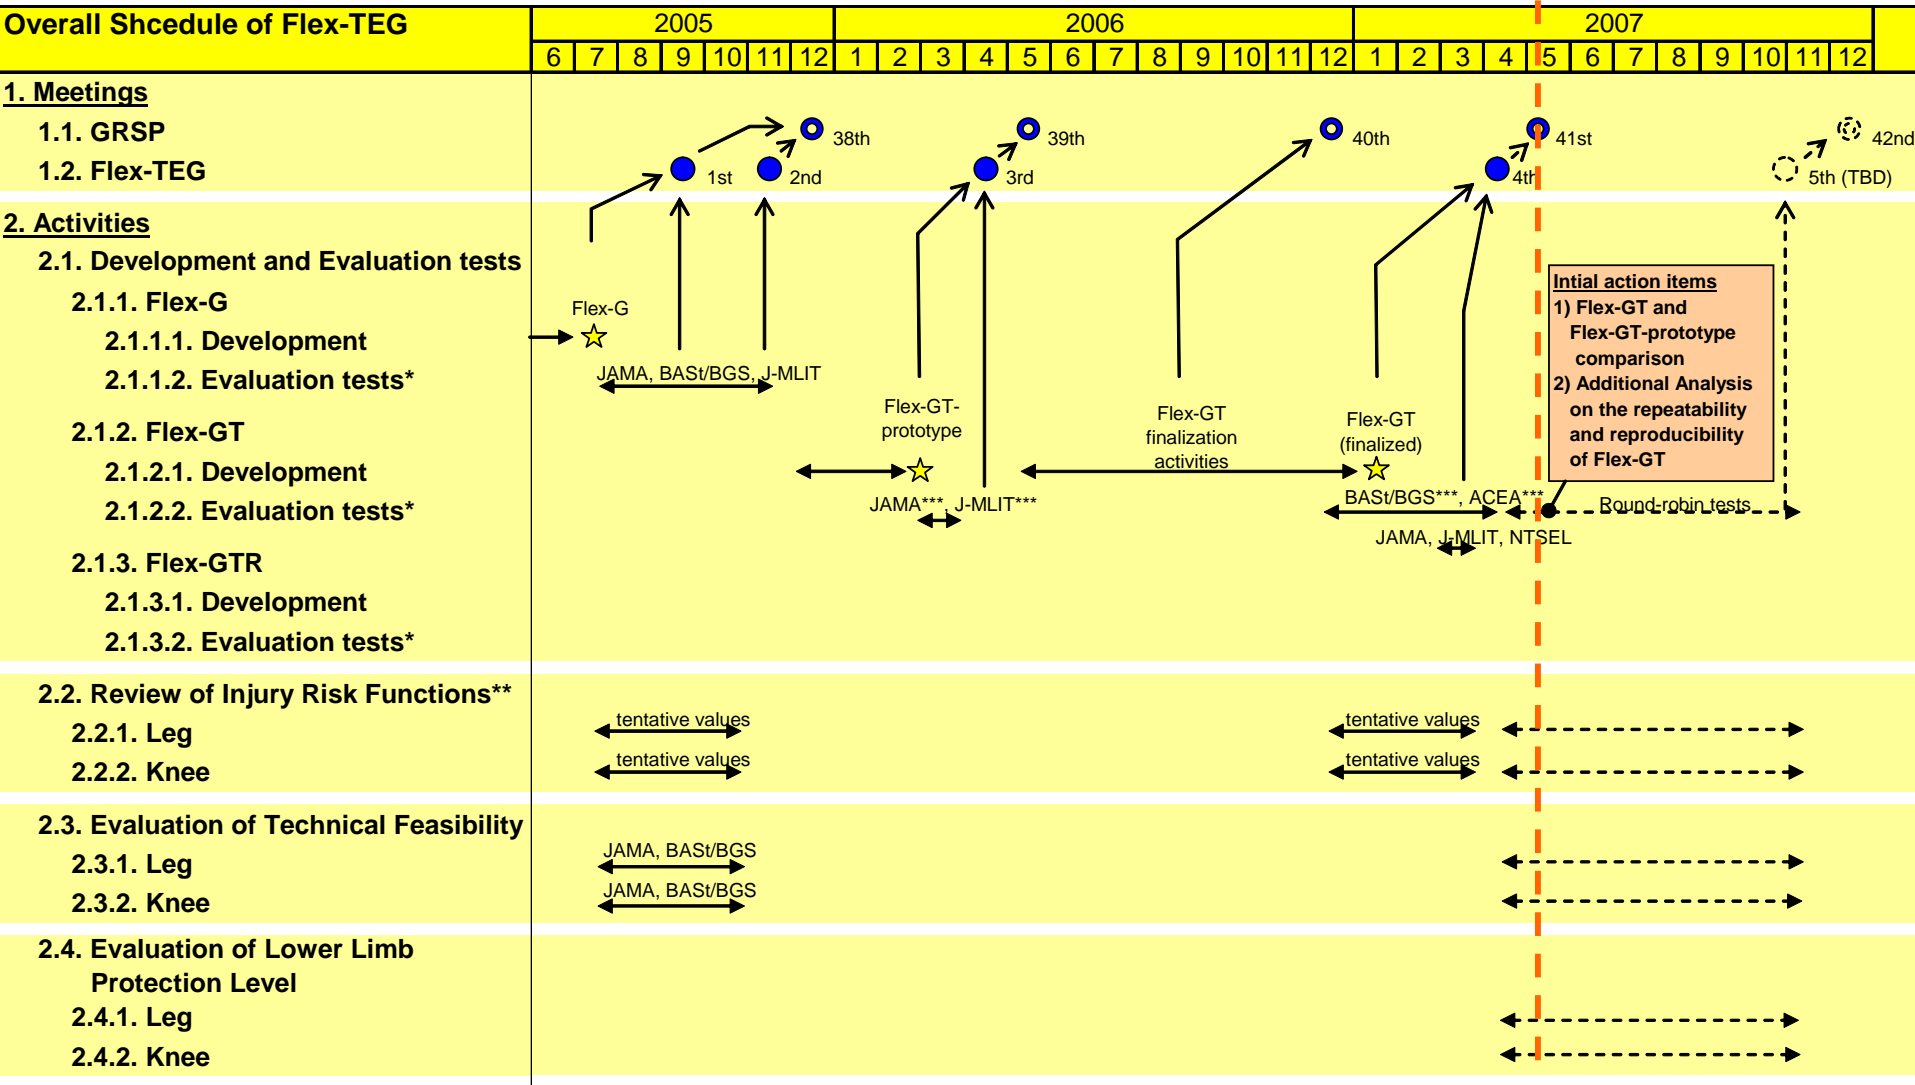 Overall Shcedule of Flex-TEG
2005 2006 2007
6 7 8 9 10 11 12 1 2 3 4 5 6 7 8 9 10 11 12 1 2 3 4 5 6 7 8 9 10 11 12
1. Meetings
1.1. GRSP
38th 39th 40th 41st 42nd
1.2. Flex-TEG
1st 2nd 3rd 4th 5th (TBD)
2. Activities
2.1. Development and Evaluation tests
2.1.1. Flex-G
Flex-G
2.1.1.1. Development
2.1.1.2. Evaluation tests*
JAMA, BASt/BGS, J-MLIT
Intial action items
1) Flex-GT and
Flex-GT-prototype
comparison
2) Additional Analysis
on the repeatability
and reproducibility
of Flex-GT
2.1.2. Flex-GT
Flex-GT-
prototype
Flex-GT
finalization
activities
Flex-GT
(finalized)
2.1.2.1. Development
2.1.2.2. Evaluation tests*
JAMA***, J-MLIT***
BASt/BGS***, ACEA***
Round-robin tests
JAMA, J-MLIT, NTSEL
2.1.3. Flex-GTR
2.1.3.1. Development
2.1.3.2. Evaluation tests*
2.2. Review of Injury Risk Functions**
2.2.1. Leg
tentative values tentative values
2.2.2. Knee
tentative values tentative values
2.3. Evaluation of Technical Feasibility
2.3.1. Leg
JAMA, BASt/BGS
2.3.2. Knee
JAMA, BASt/BGS
2.4. Evaluation of Lower Limb
Protection Level
2.4.1. Leg
2.4.2. Knee